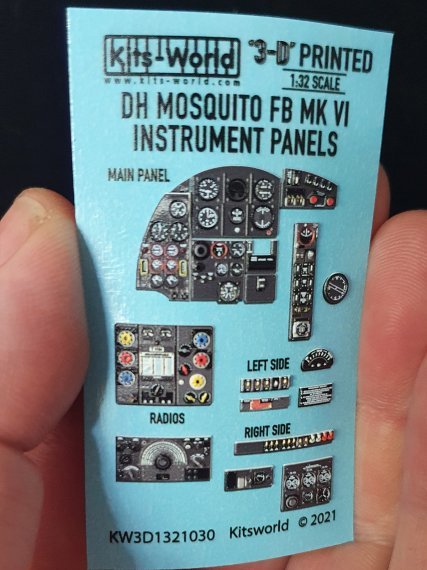 Kits-World
www.kits-world.com
"3-D" PRINTED
1:32 SCALE
DH MOSQUITO FB MK VI
INSTRUMENT PANELS
MAIN PANEL
LEFT SIDE
RADIOS
RIGHT SIDE
KW3D1321030 Kitsworld © 2021